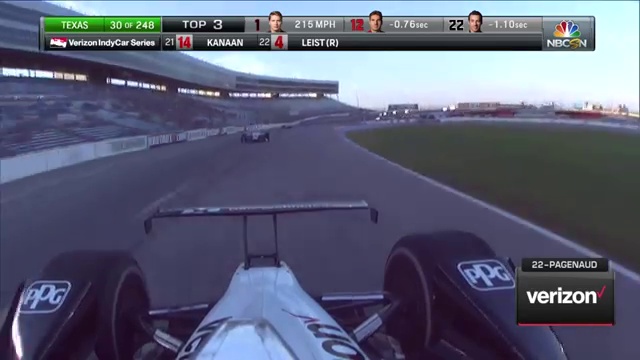 TEXAS 30 OF 248 TOP 3 1 215 MPH 12 -0.76SEC 22 -1.10SEC
Verizon IndyCar Series 21 14 KANAAN 22 4 LEIST(R) NBCSN
22-PAGENAUD
verizon✓
PPG
PPG